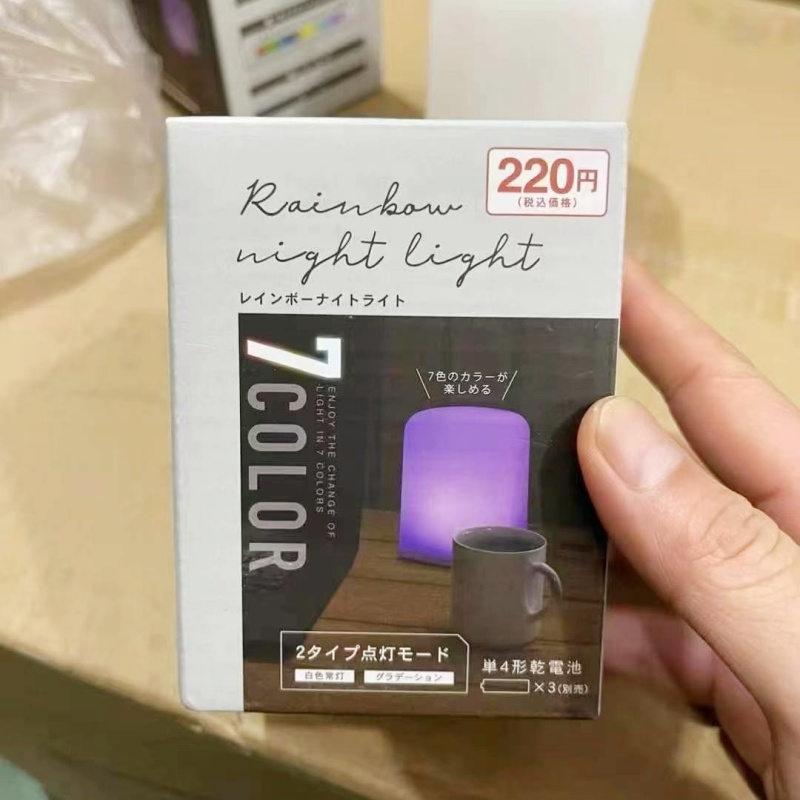 220円
(税込価格)
Rainbow
night light
レインボーナイトライト
7
COLOR
ENJOY THE CHANGE OF
LIGHT IN 7 COLORS
7色のカラーが
楽しめる
2タイプ点灯モード
白色常灯 グラデーション
単4形乾電池
×3(別売)